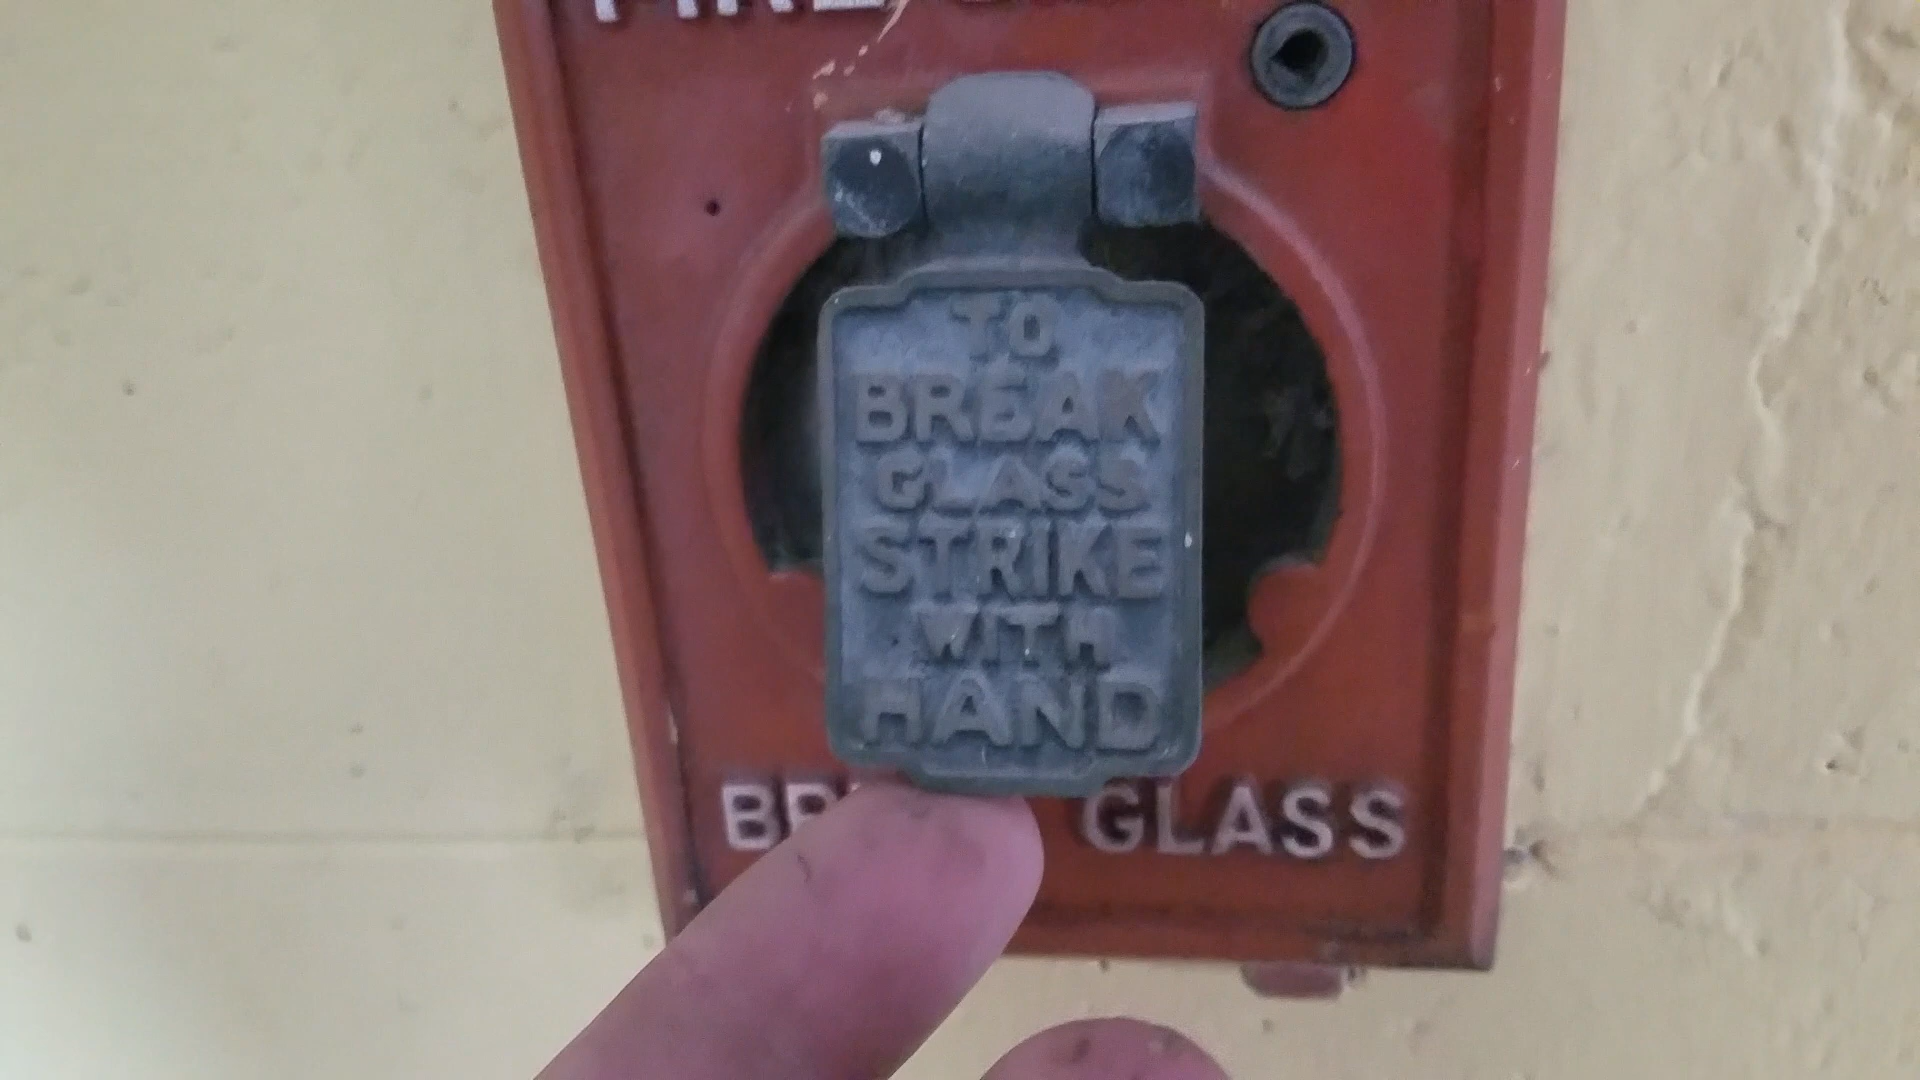 TO
BREAK
GLASS
STRIKE
WITH
HAND
GLASS